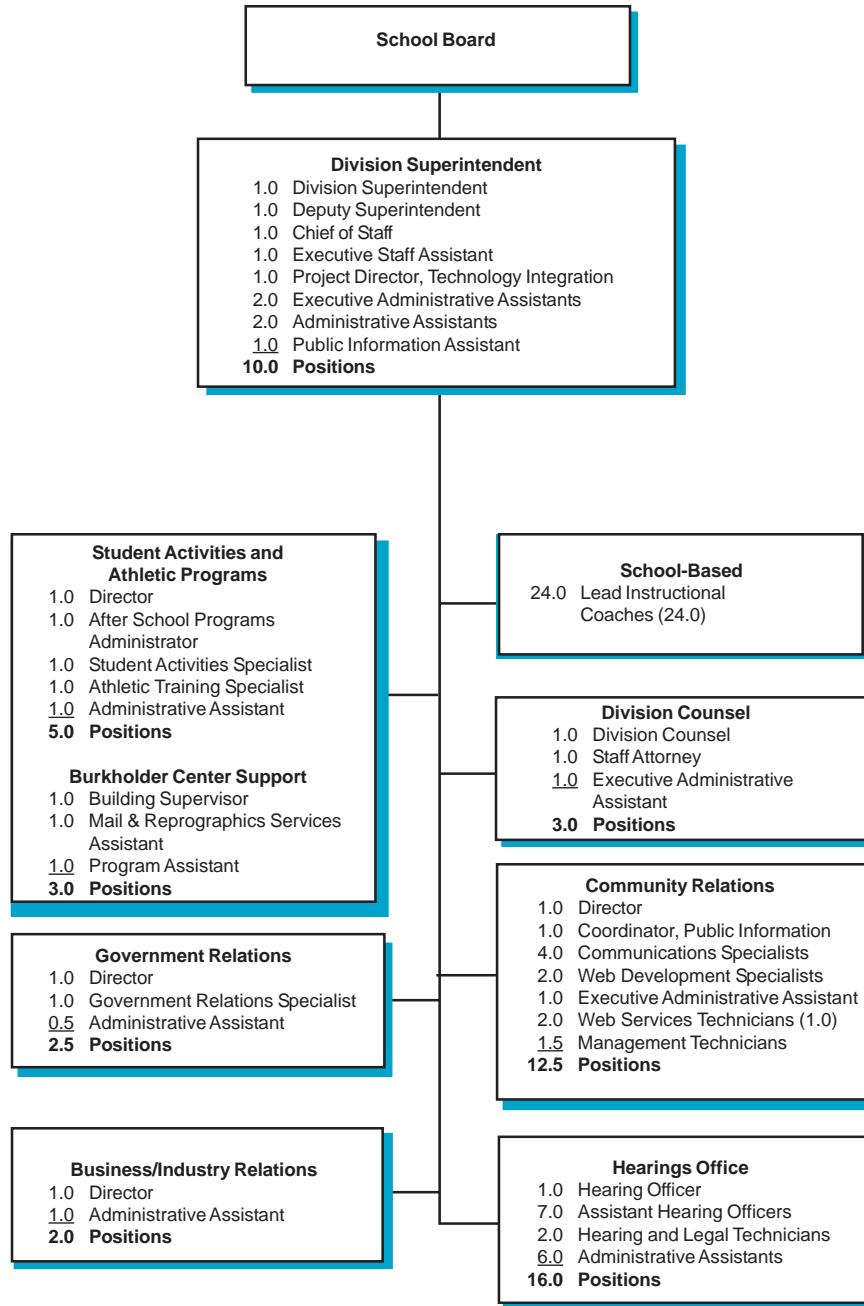 School Board
Division Superintendent
1.0 Division Superintendent
1.0 Deputy Superintendent
1.0 Chief of Staff
1.0 Executive Staff Assistant
1.0 Project Director, Technology Integration
2.0 Executive Administrative Assistants
2.0 Administrative Assistants
1.0 Public Information Assistant
10.0 Positions
Student Activities and
Athletic Programs
1.0 Director
1.0 After School Programs
Administrator
1.0 Student Activities Specialist
1.0 Athletic Training Specialist
1.0 Administrative Assistant
5.0 Positions
Burkholder Center Support
1.0 Building Supervisor
1.0 Mail & Reprographics Services
Assistant
1.0 Program Assistant
3.0 Positions
Government Relations
1.0 Director
1.0 Government Relations Specialist
0.5 Administrative Assistant
2.5 Positions
Business/Industry Relations
1.0 Director
1.0 Administrative Assistant
2.0 Positions
School-Based
24.0 Lead Instructional
Coaches (24.0)
Division Counsel
1.0 Division Counsel
1.0 Staff Attorney
1.0 Executive Administrative
Assistant
3.0 Positions
Community Relations
1.0 Director
1.0 Coordinator, Public Information
4.0 Communications Specialists
2.0 Web Development Specialists
1.0 Executive Administrative Assistant
2.0 Web Services Technicians (1.0)
1.5 Management Technicians
12.5 Positions
Hearings Office
1.0 Hearing Officer
7.0 Assistant Hearing Officers
2.0 Hearing and Legal Technicians
6.0 Administrative Assistants
16.0 Positions